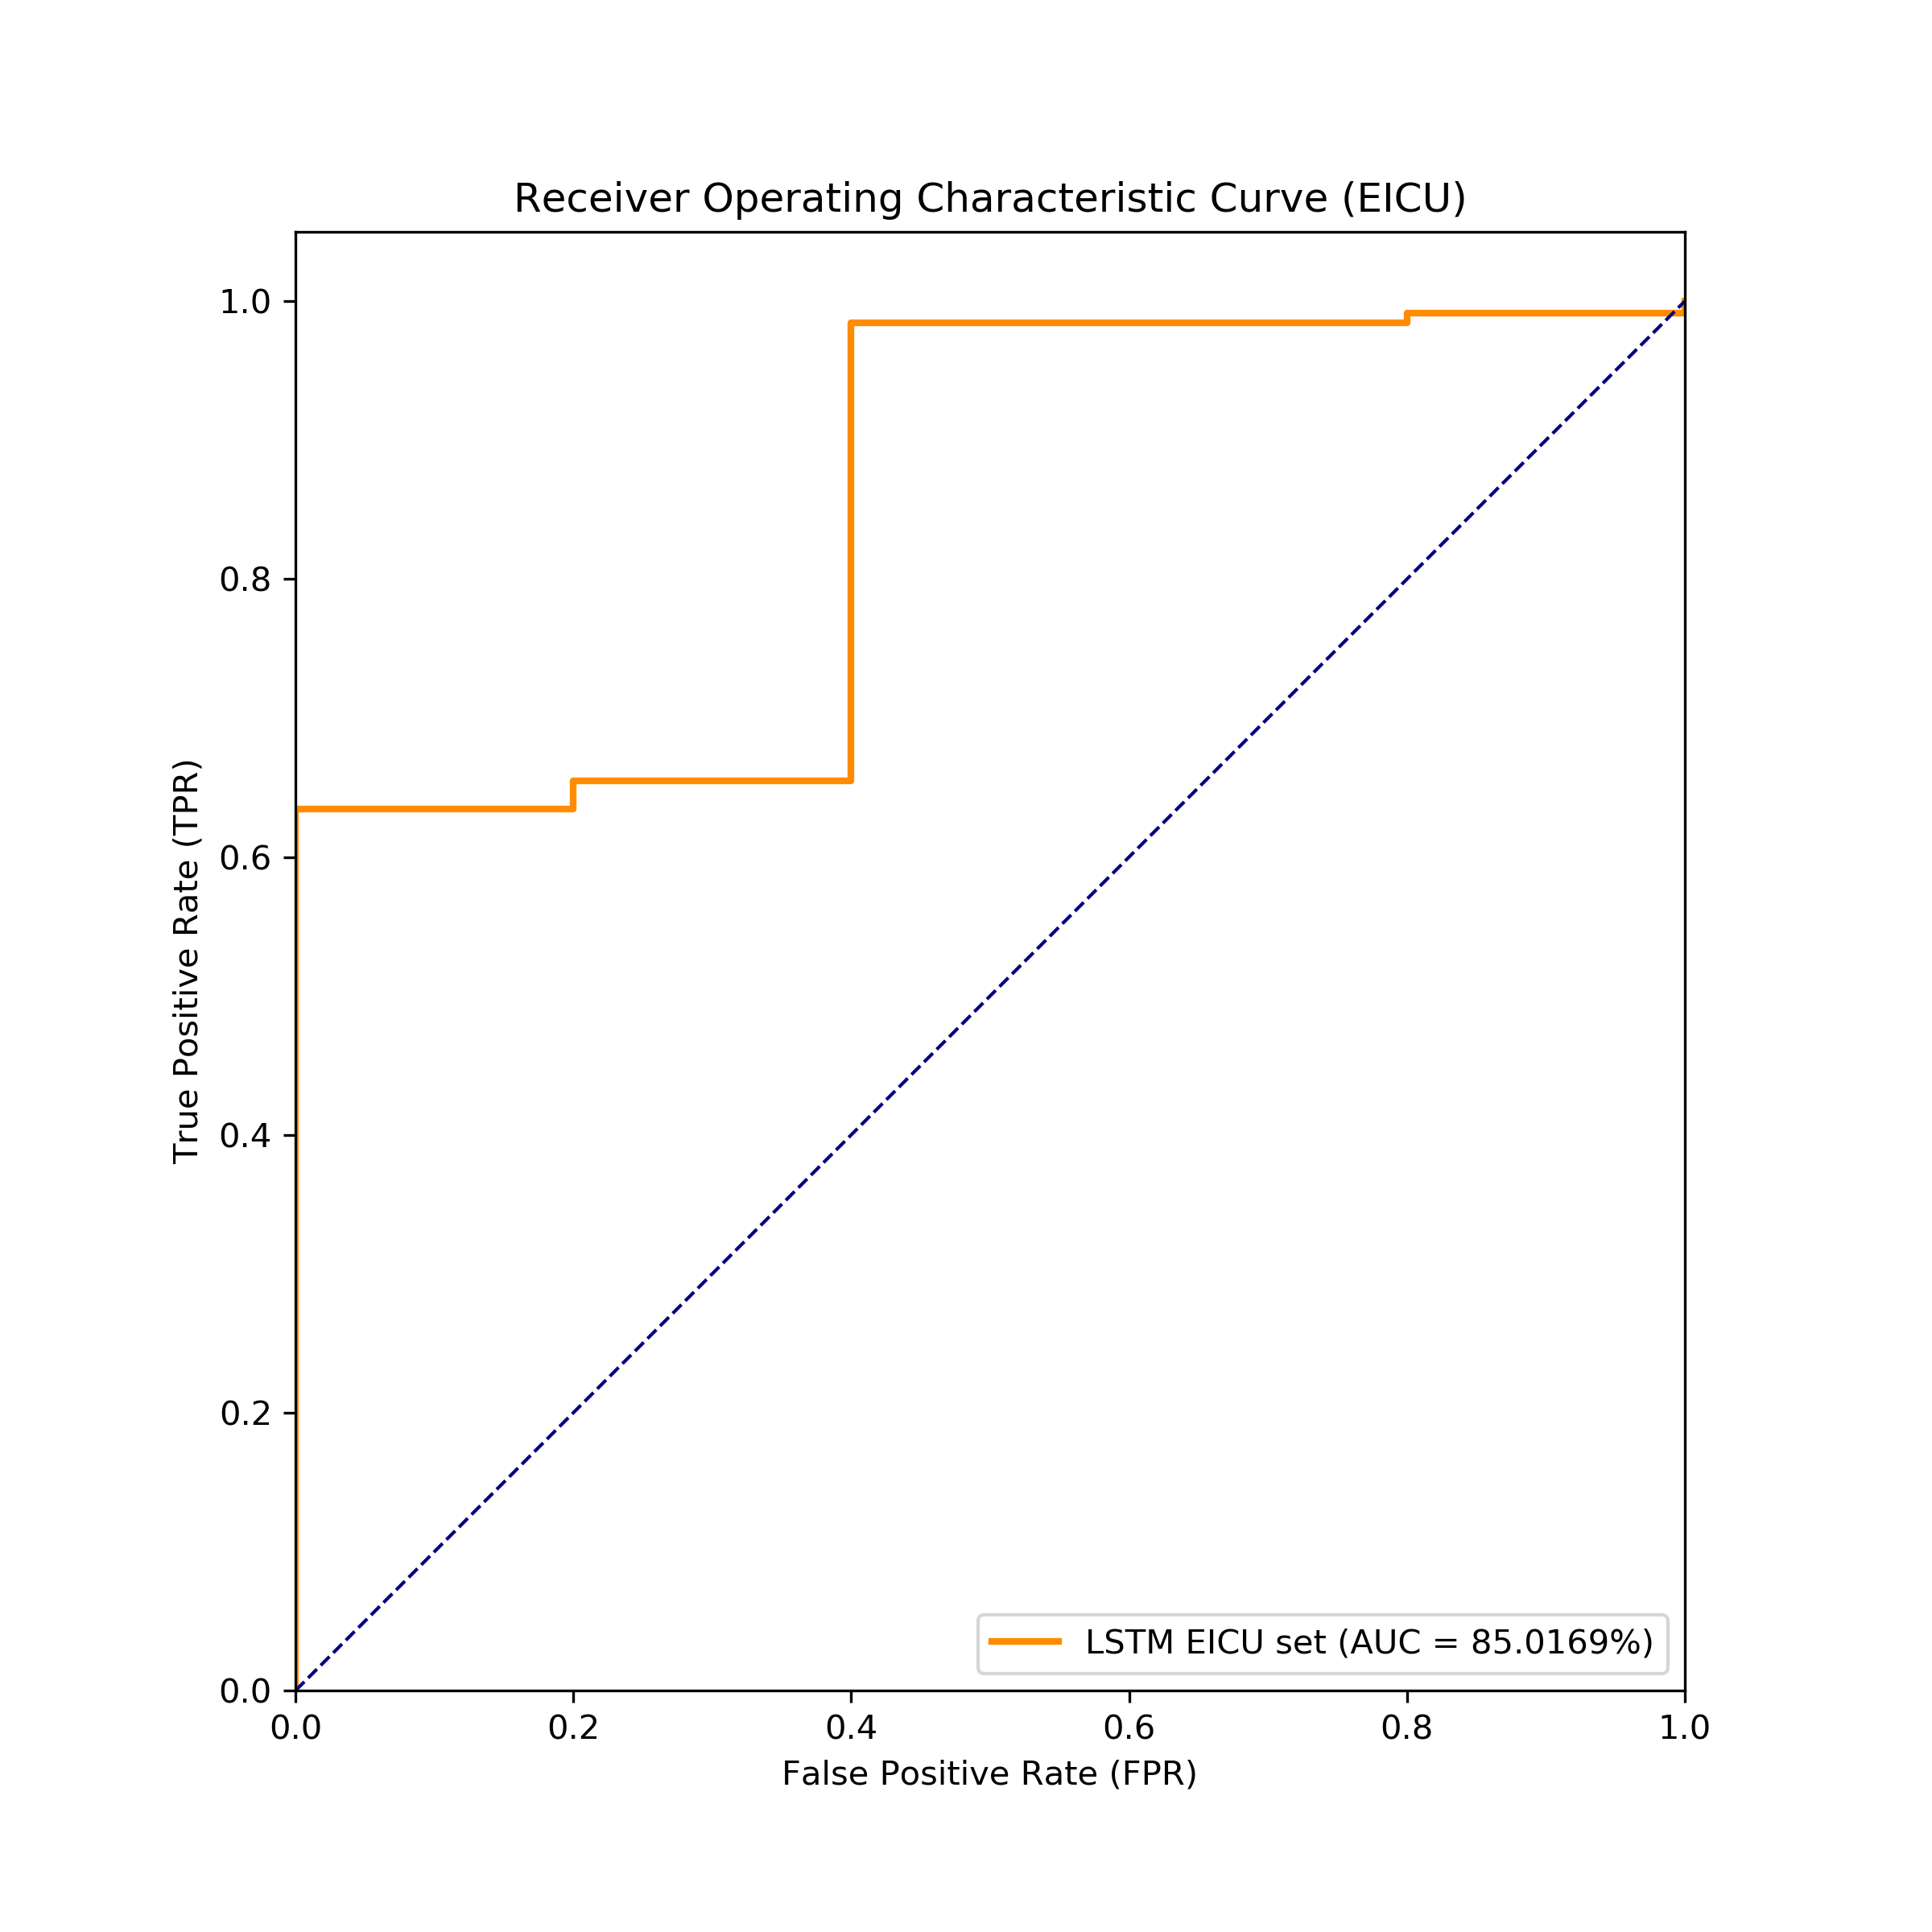 Receiver Operating Characteristic Curve (EICU)
1.0
0.8
0.6
0.4
0.2
0.0
True Positive Rate (TPR)
LSTM EICU set (AUC = 85.0169%)
0.0 0.2 0.4 0.6 0.8 1.0
False Positive Rate (FPR)